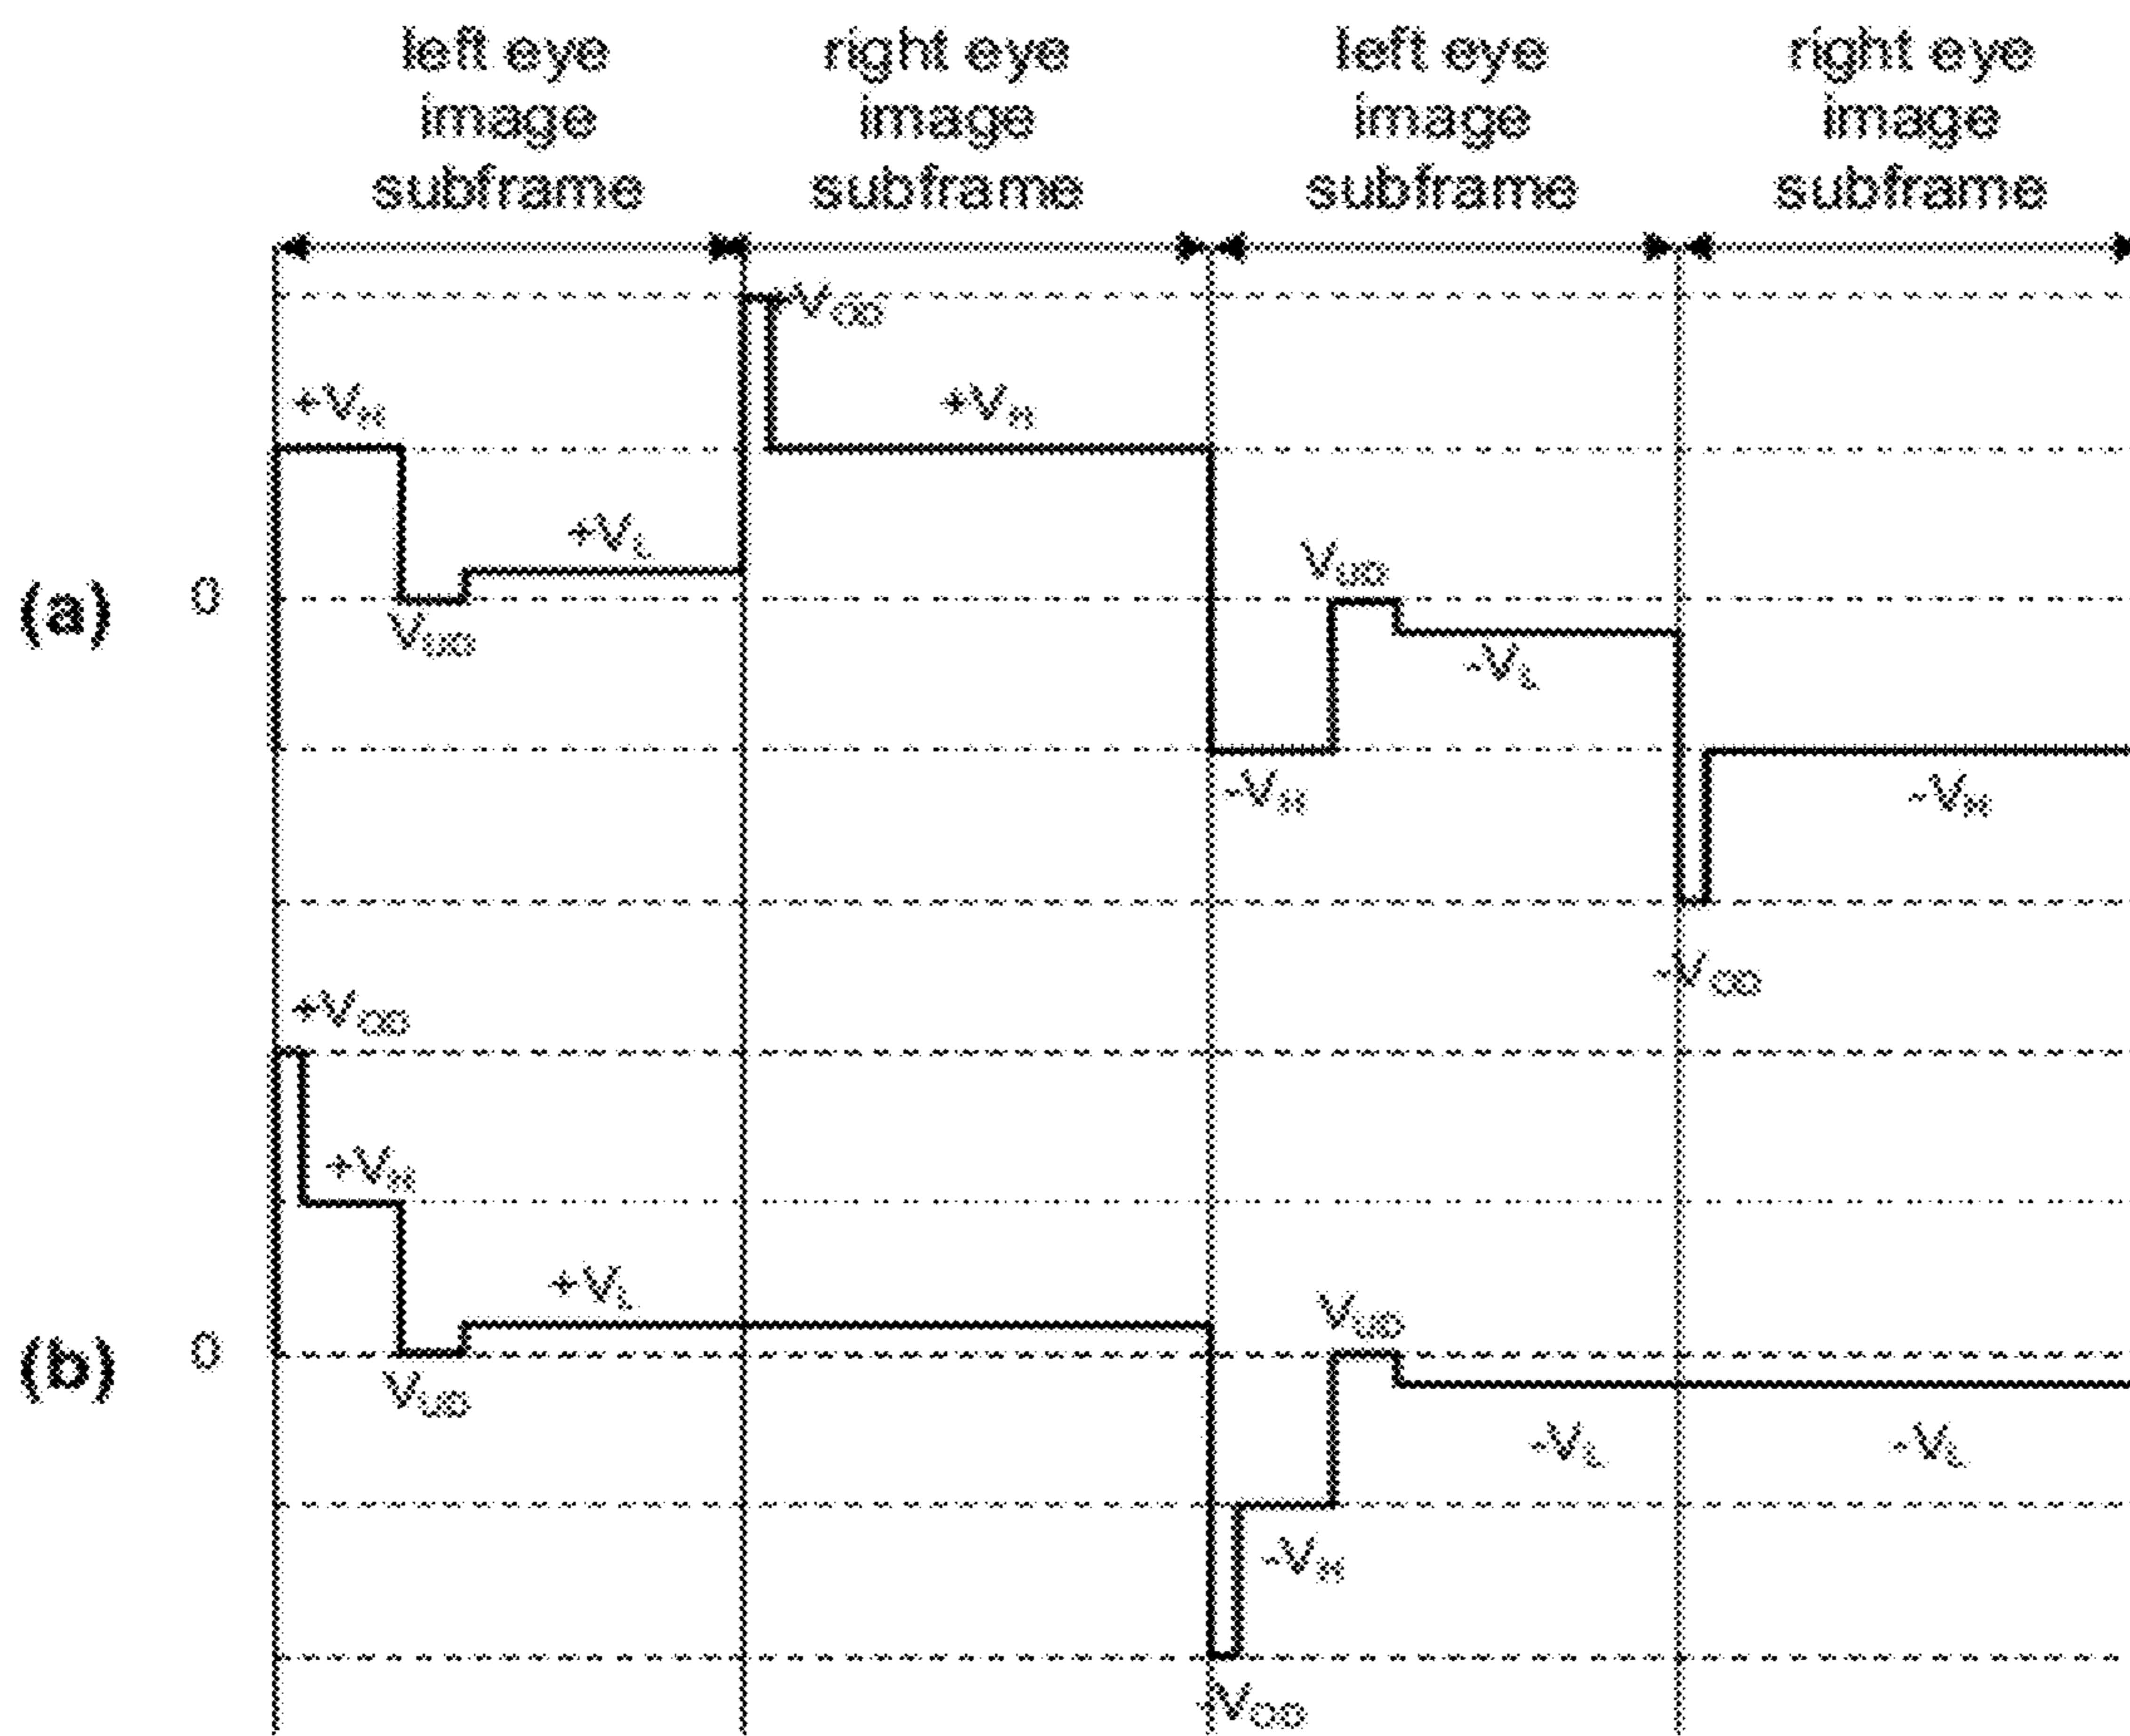 left eye image subframe
right eye image subframe
left eye image subframe
right eye image subframe
+VOD
+VH
+VH
+VL
VUD
(a)
0
VUD
-VL
-VH
-VH
-VOD
+VOD
+VH
+VL
VUD
(b)
0
VUD
-VL
-VL
-VH
-VOD